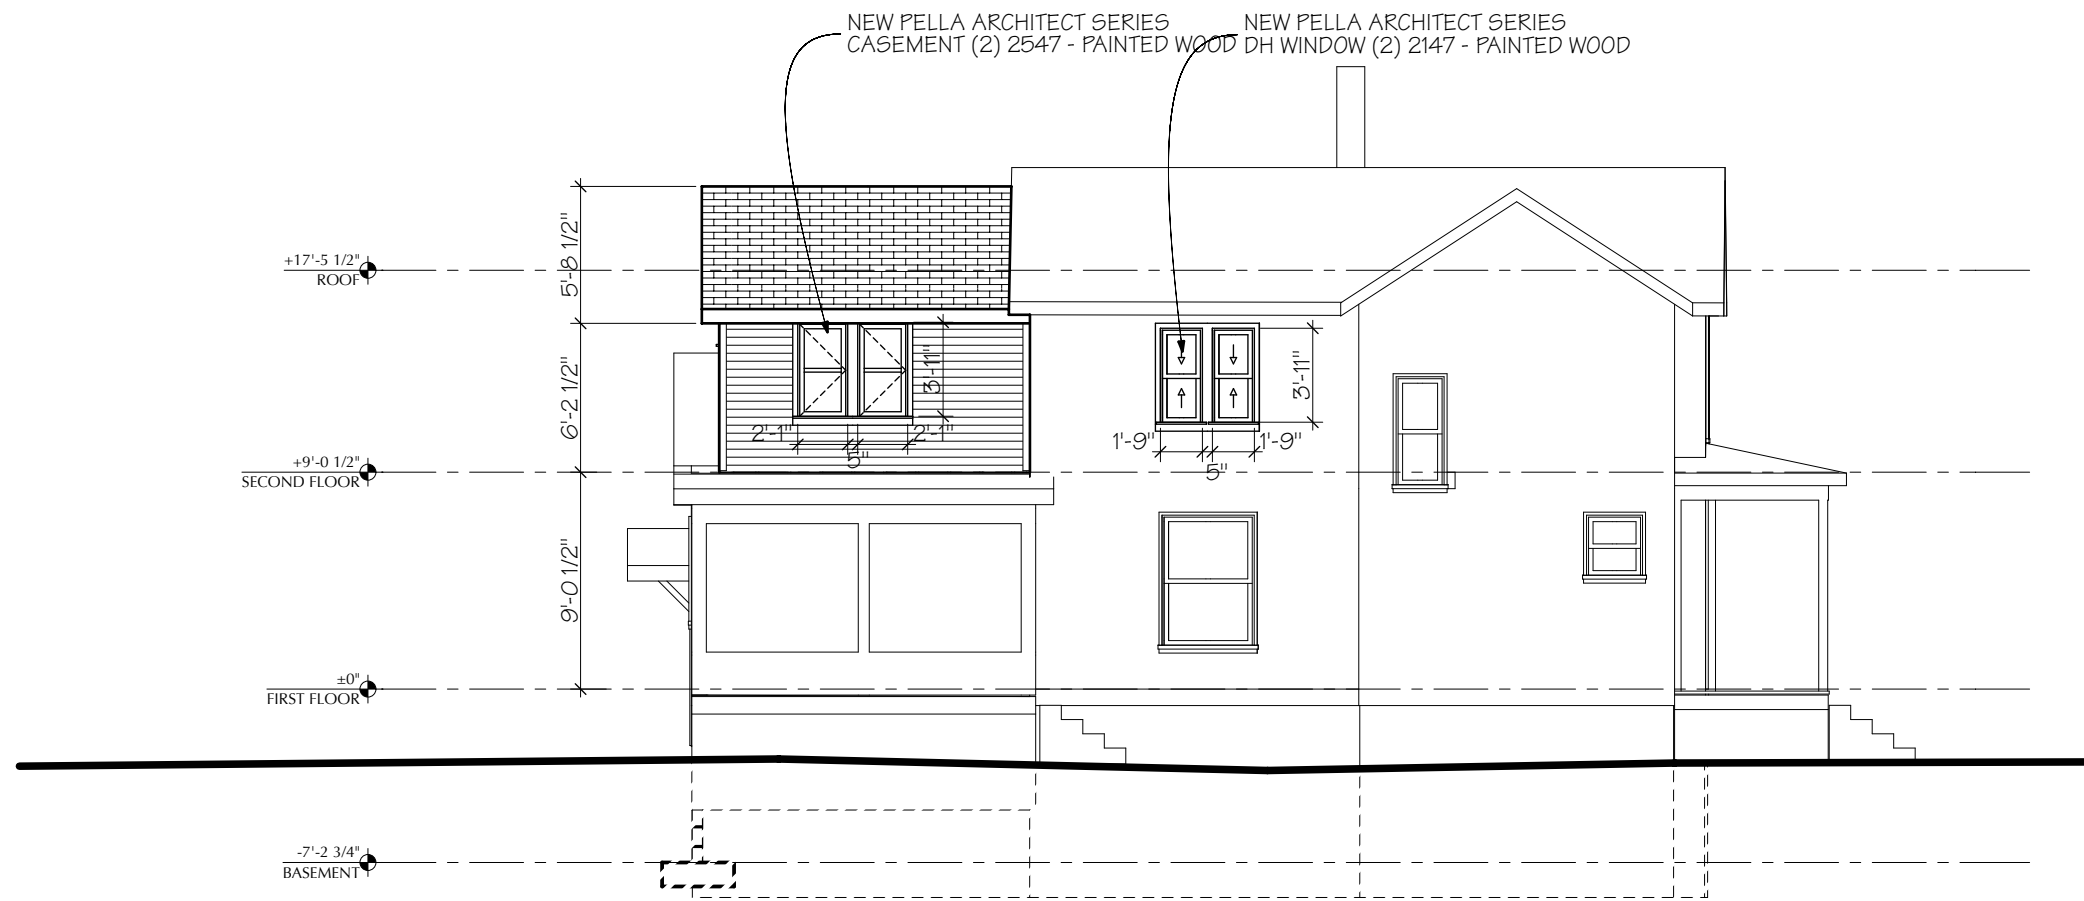 NEW PELLA ARCHITECT SERIES
CASEMENT (2) 2547 - PAINTED WOOD
NEW PELLA ARCHITECT SERIES
DH WINDOW (2) 2147 - PAINTED WOOD
5'-8 1/2"
+17'-5 1/2"
ROOF
6'-2 1/2"
3'-11"
3'-11"
2'-1"
5"
2'-1"
1'-9"
5"
1'-9"
+9'-0 1/2"
SECOND FLOOR
9'-0 1/2"
±0"
FIRST FLOOR
-7'-2 3/4"
BASEMENT